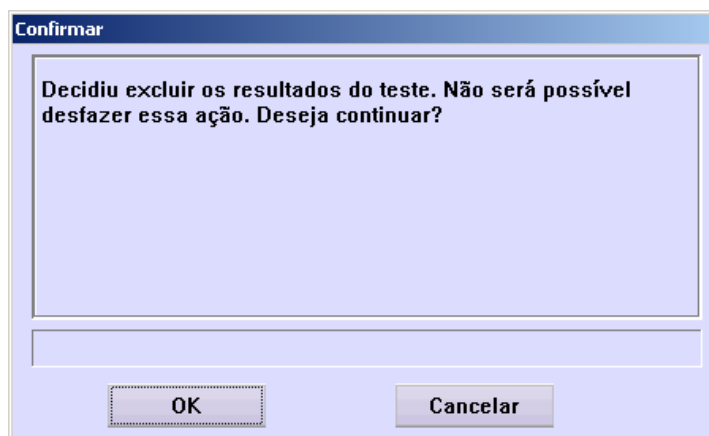 Confirmar
Decidiu excluir os resultados do teste. Não será possível
desfazer essa ação. Deseja continuar?
OK
Cancelar